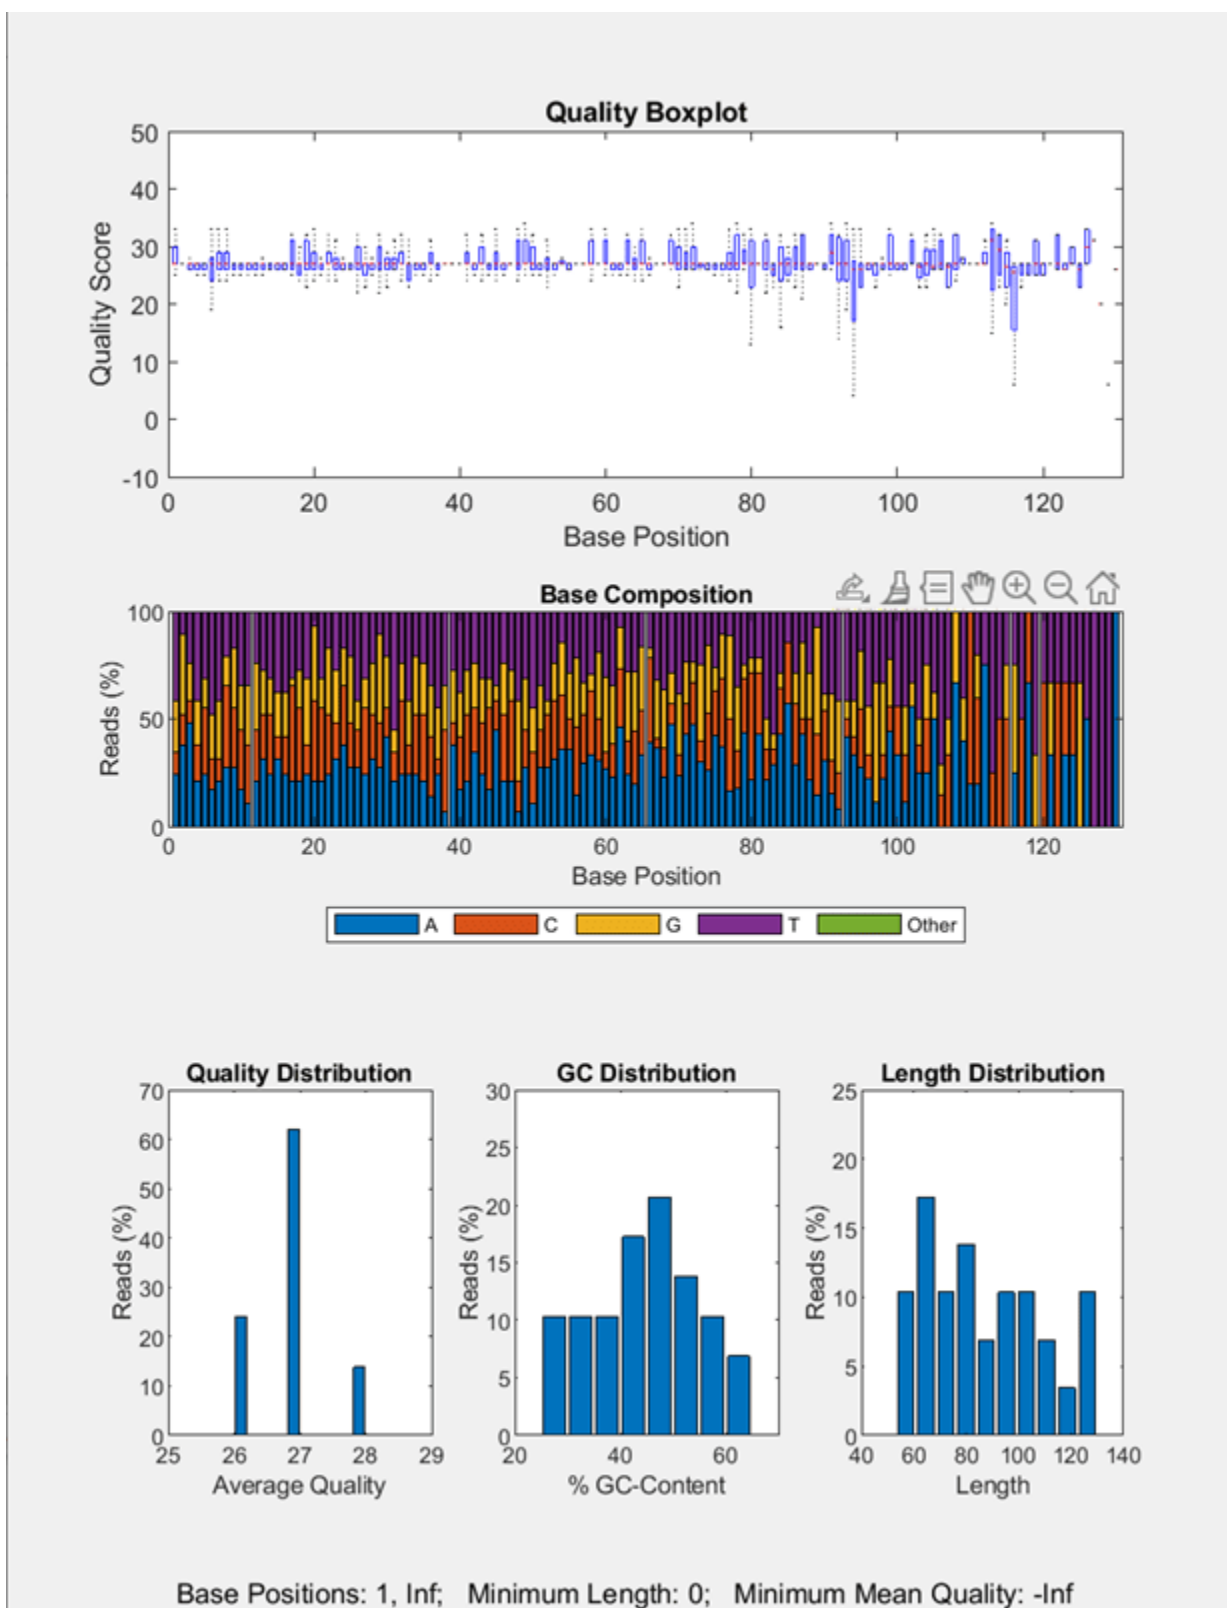 Quality Boxplot
50
40
30
20
10
0
-10
Quality Score
0 20 40 60 80 100 120
Base Position
Base Composition
100
50
0
Reads (%)
0 20 40 60 80 100 120
Base Position
A C G T Other
Quality Distribution
70
60
50
40
30
20
10
0
Reads (%)
25 26 27 28 29
Average Quality
GC Distribution
30
25
20
15
10
5
0
Reads (%)
20 40 60
% GC-Content
Length Distribution
25
20
15
10
5
0
Reads (%)
40 60 80 100 120 140
Length
Base Positions: 1, Inf; Minimum Length: 0; Minimum Mean Quality: -Inf